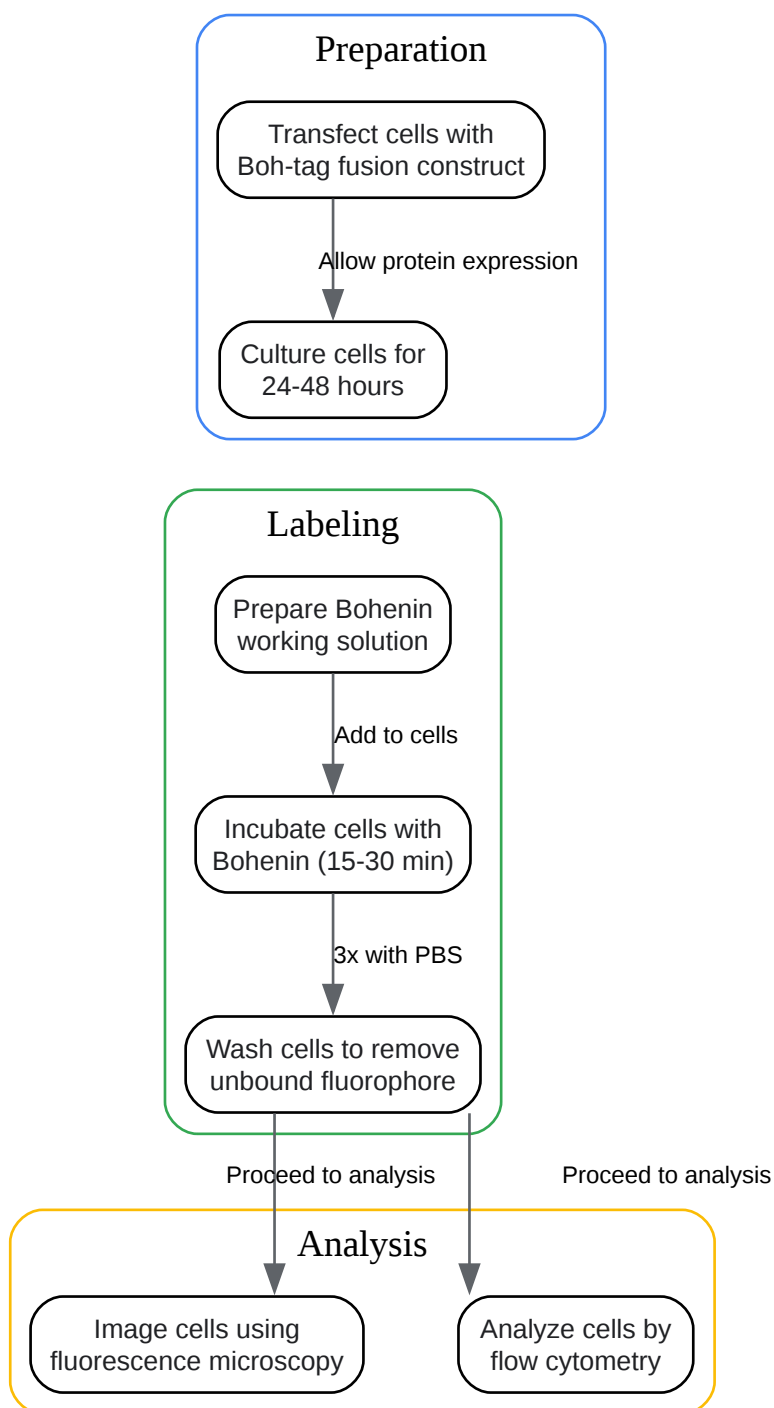 Preparation
Transfect cells with
Boh-tag fusion construct
Allow protein expression
Culture cells for
24-48 hours
Labeling
Prepare Bohenin
working solution
Add to cells
Incubate cells with
Bohenin (15-30 min)
3x with PBS
Wash cells to remove
unbound fluorophore
Proceed to analysis
Proceed to analysis
Analysis
Image cells using
fluorescence microscopy
Analyze cells by
flow cytometry